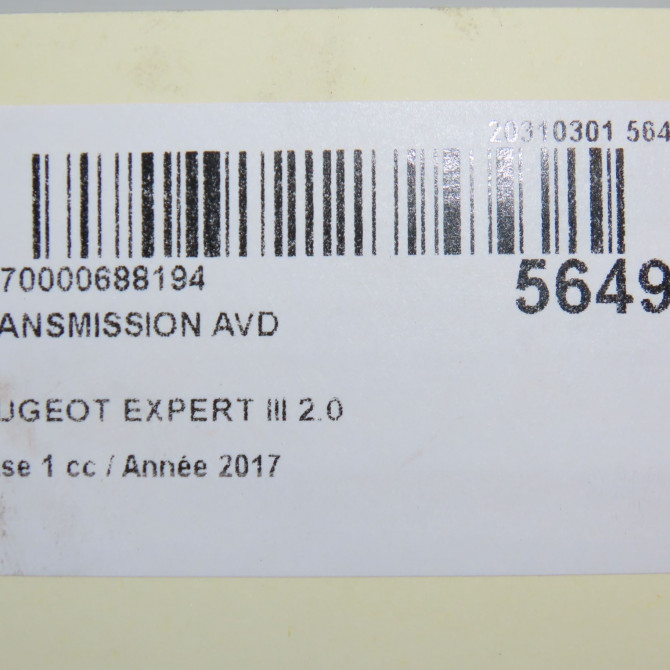 20310301 564
70000688194
5649
ANSMISSION AVD
UGEOT EXPERT III 2.0
se 1 cc / Année 2017